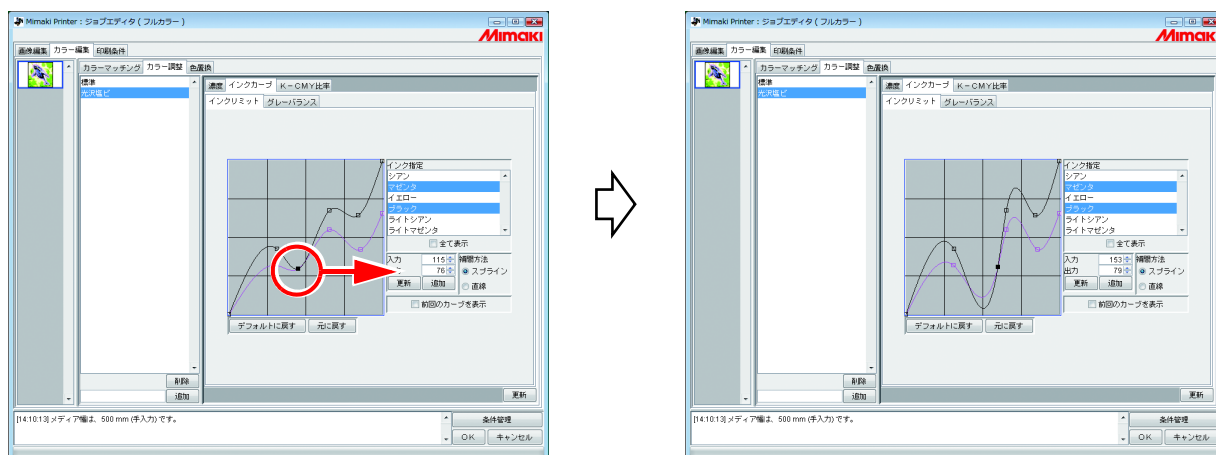 Mimaki Printer : ジョブエディタ ( フルカラー )
Mimaki
画像編集 カラー編集 印刷条件
カラーマッチング カラー調整 色置換
標準
光沢塩ビ
濃度 インクカーブ K－CMY比率
インクリミット グレーバランス
インク指定
シアン
マゼンタ
イエロー
ブラック
ライトシアン
ライトマゼンタ
全て表示
入力 115 補間方法
76 スプライン
更新 追加 直線
前回のカーブを表示
デフォルトに戻す 元に戻す
削除
追加
更新
[14:10:13] メディア幅は、500 mm (手入力) です。
条件管理
OK キャンセル
Mimaki Printer : ジョブエディタ ( フルカラー )
Mimak
画像編集 カラー編集 印刷条件
カラーマッチング カラー調整 色置換
標準
光沢塩ビ
濃度 インクカーブ K－CMY比率
インクリミット グレーバランス
インク指定
シアン
マゼンタ
イエロー
ブラック
ライトシアン
ライトマゼンタ
全て表示
入力 153 補間方法
出力 79 スプライン
更新 追加 直線
前回のカーブを表示
デフォルトに戻す 元に戻す
削除
追加
更新
[14:10:13] メディア幅は、500 mm (手入力) です。
条件管理
OK キャンセル